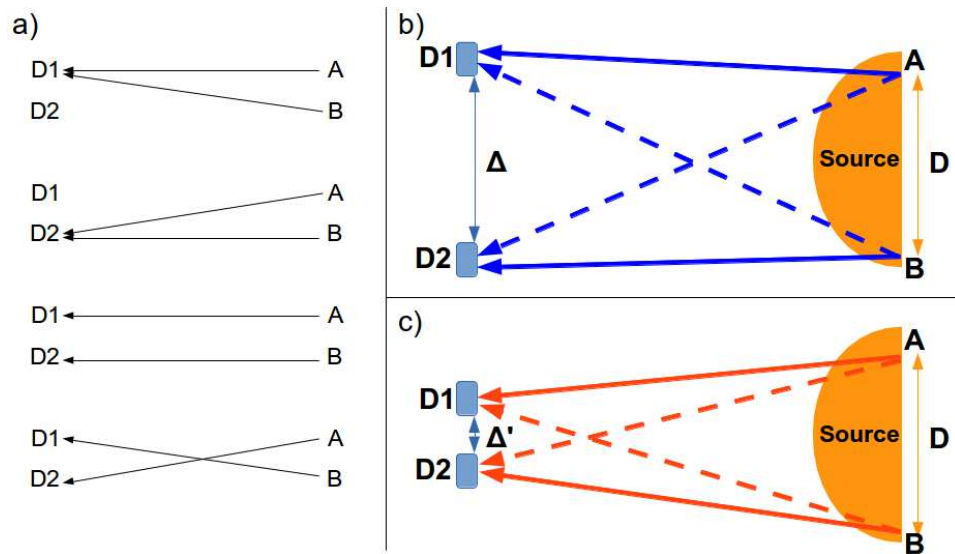 a)
D1 A
D2 B
D1 A
D2 B
D1 A
D2 B
D1 A
D2 B
b)
D1 A
Δ Source D
D2 B
c)
A
D1
Δ' Source D
D2
B